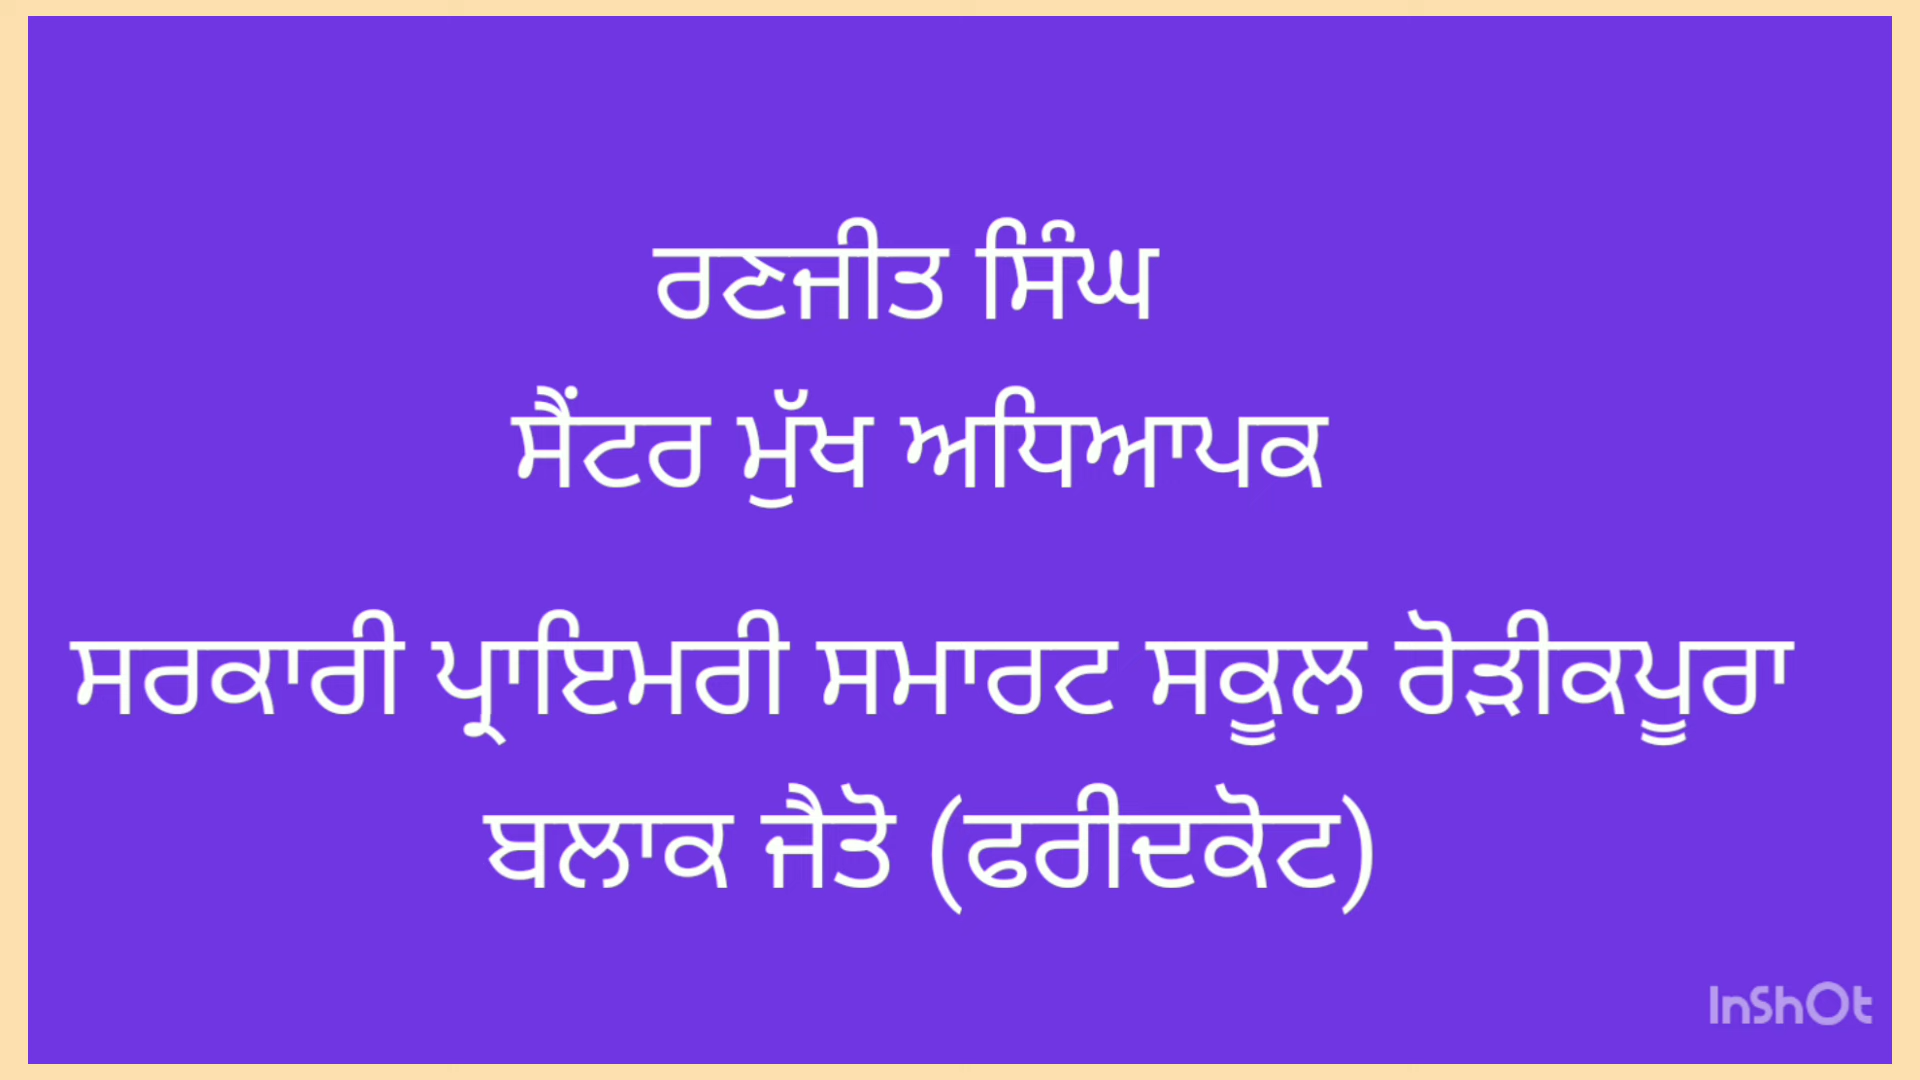 ਰਣਜੀਤ ਸਿੰਘ
ਸੈਂਟਰ ਮੁੱਖ ਅਧਿਆਪਕ
ਸਰਕਾਰੀ ਪ੍ਰਾਇਮਰੀ ਸਮਾਰਟ ਸਕੂਲ ਰੋੜੀਕਪੂਰਾ
ਬਲਾਕ ਜੈਤੋ (ਫਰੀਦਕੋਟ)
InShOt